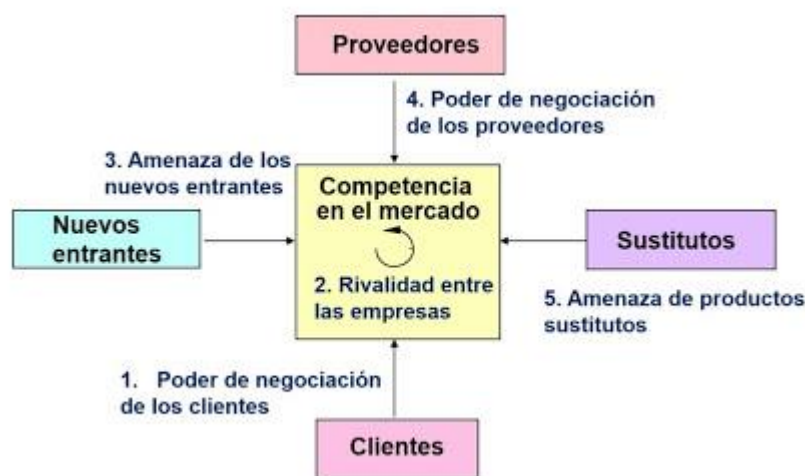 Proveedores
4. Poder de negociación
de los proveedores
3. Amenaza de los
nuevos entrantes
Competencia
en el mercado
Nuevos
entrantes
Sustitutos
2. Rivalidad entre
las empresas
5. Amenaza de productos
sustitutos
1. Poder de negociación
de los clientes
Clientes